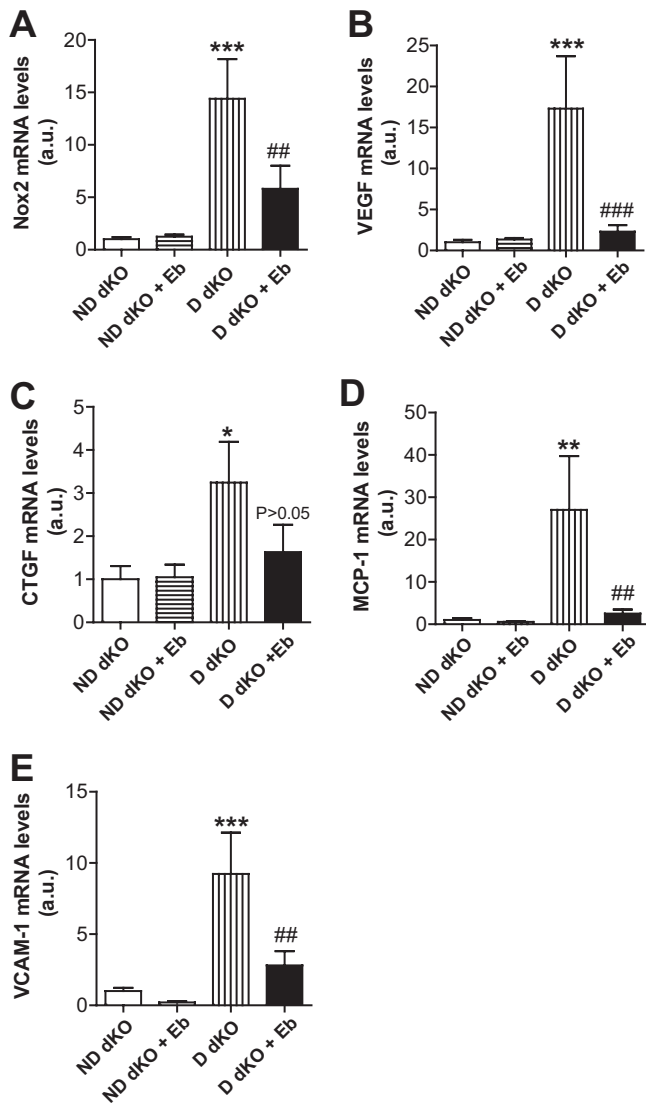 A
Nox2 mRNA levels
(a.u.)
20
15
10
5
0
***
##
ND dKO
ND dKO + Eb
D dKO
D dKO + Eb
B
VEGF mRNA levels
(a.u.)
25
20
15
10
5
0
***
###
ND dKO
ND dKO + Eb
D dKO
D dKO + Eb
C
CTGF mRNA levels
(a.u.)
5
4
3
2
1
0
*
P>0.05
ND dKO
ND dKO + Eb
D dKO
D dKO +Eb
D
MCP-1 mRNA levels
(a.u.)
50
40
30
20
10
0
**
##
ND dKO
ND dKO + Eb
D dKO
D dKO + Eb
E
VCAM-1 mRNA levels
(a.u.)
15
10
5
0
***
##
ND dKO
ND dKO + Eb
D dKO
D dKO + Eb